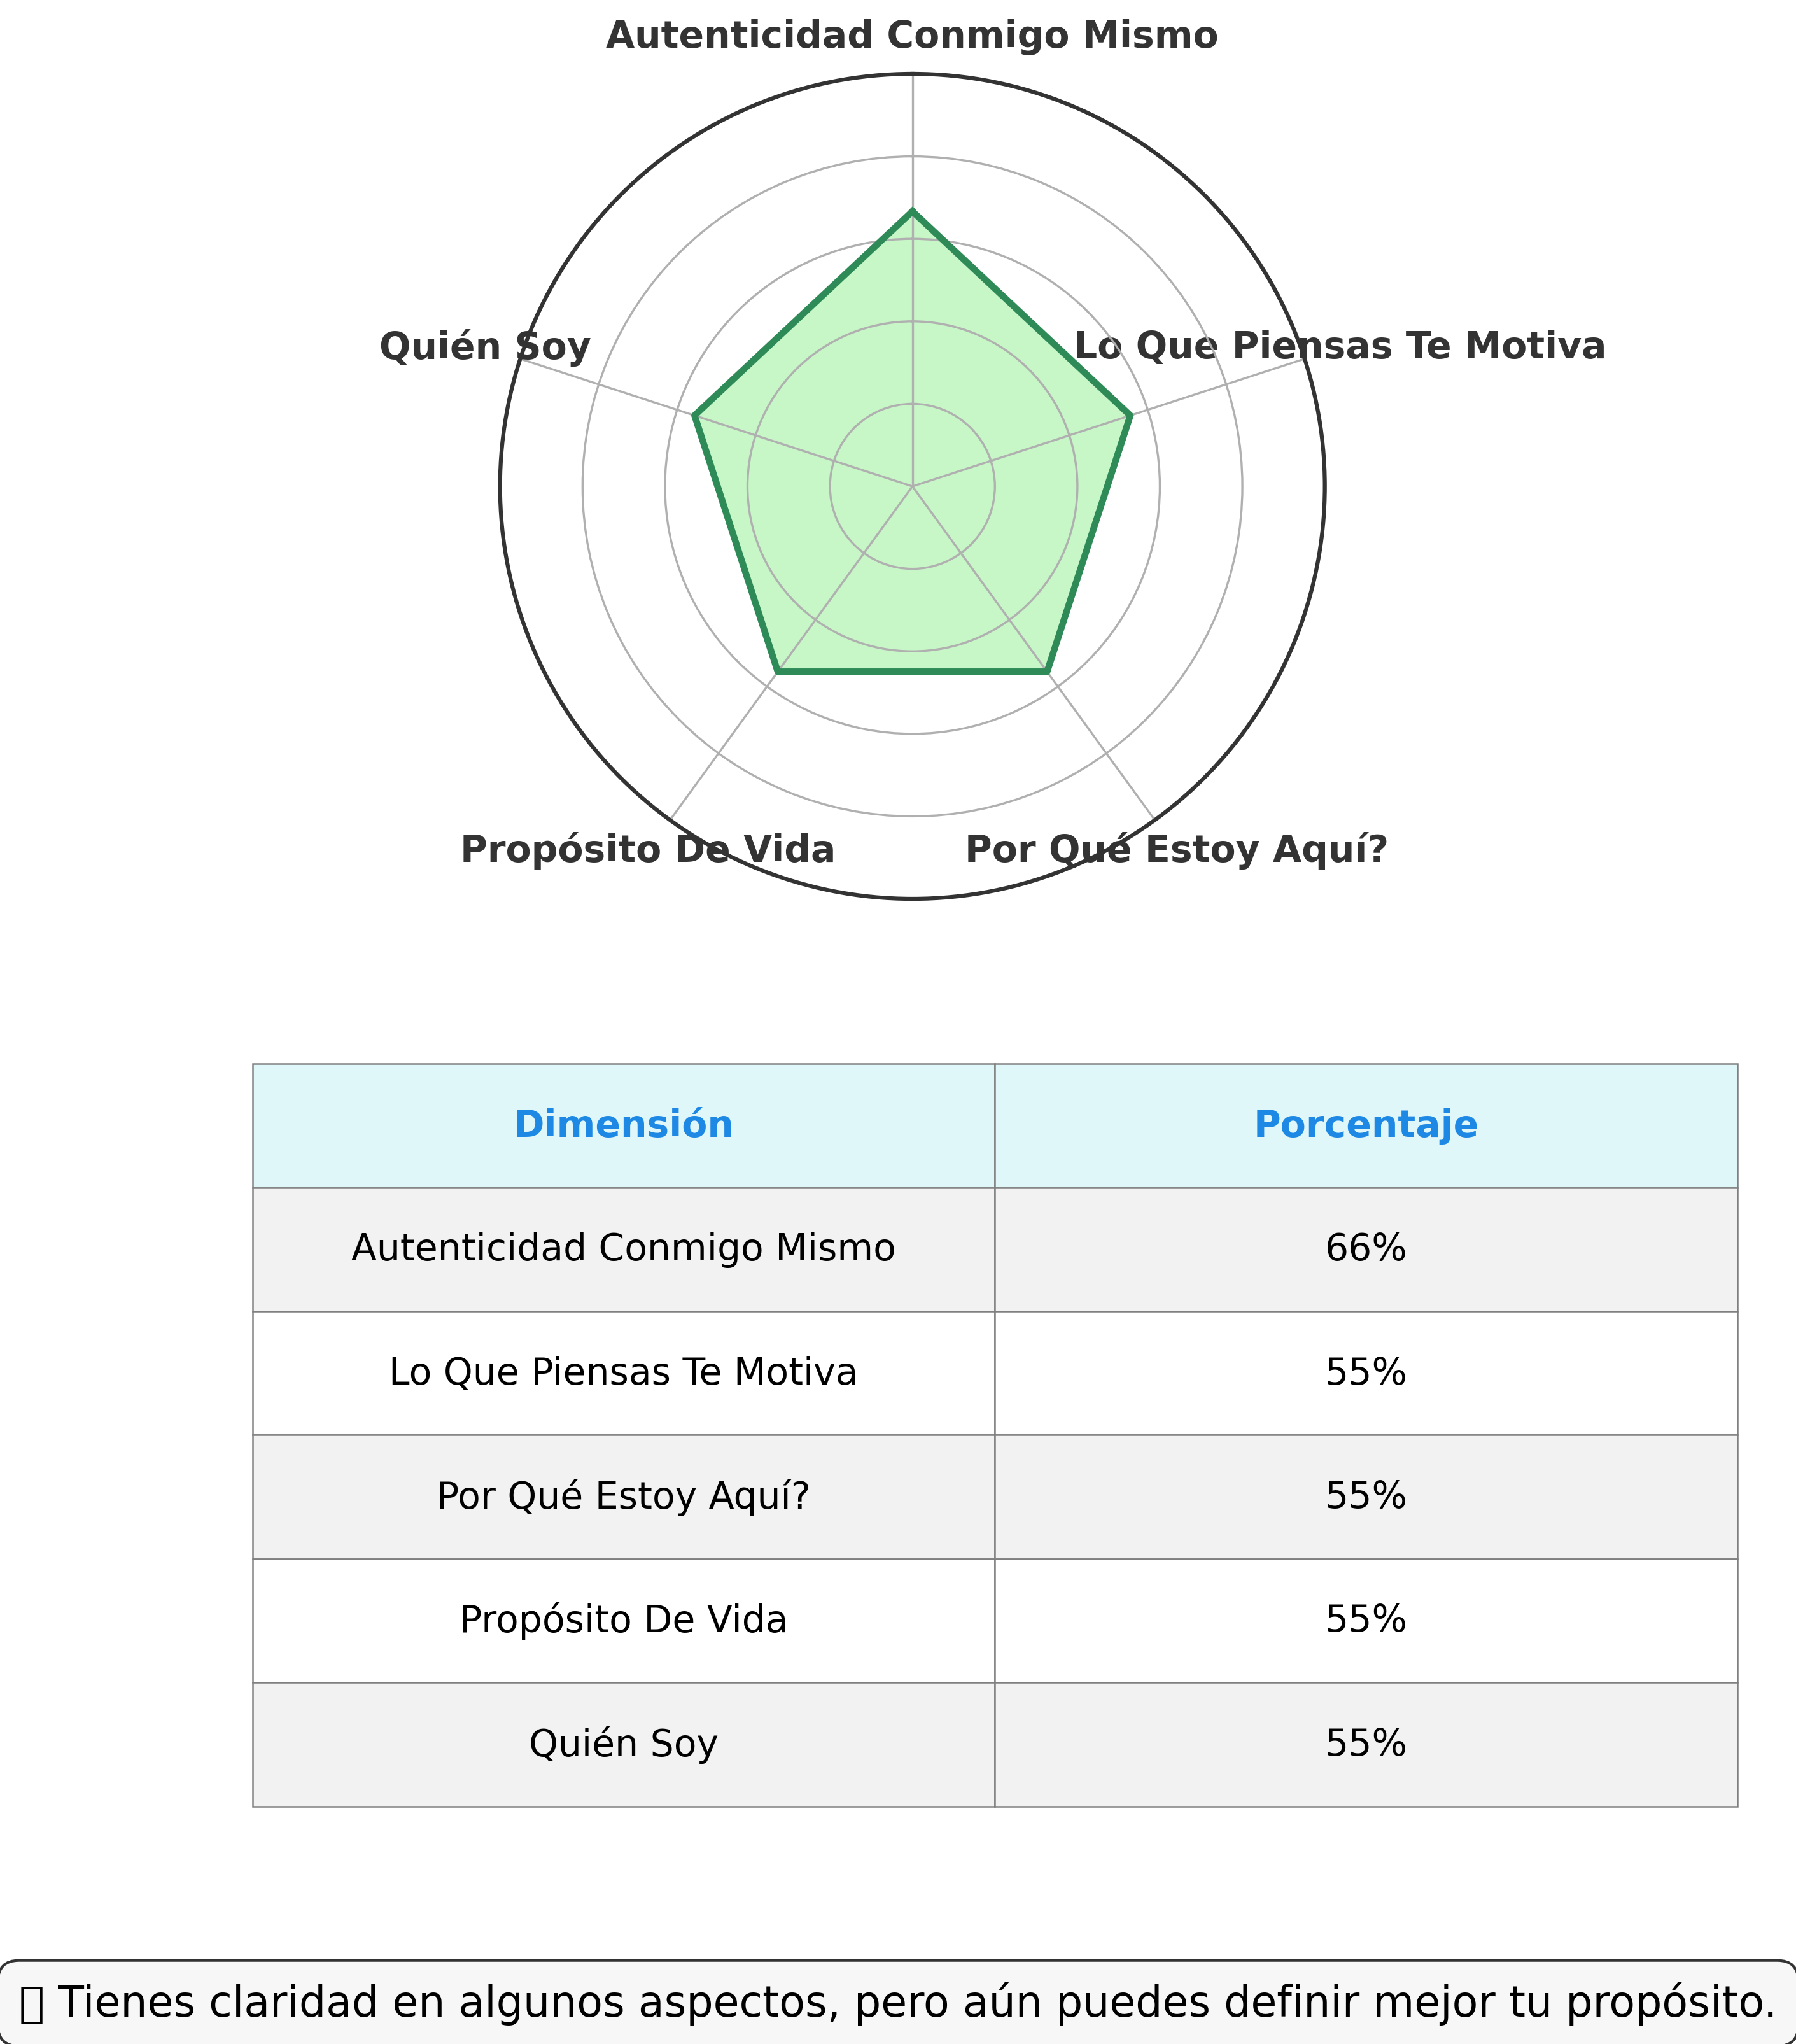 Autenticidad Conmigo Mismo
Quién Soy
Lo Que Piensas Te Motiva
Propósito De Vida
Por Qué Estoy Aquí?
Dimensión Porcentaje
Autenticidad Conmigo Mismo 66%
Lo Que Piensas Te Motiva 55%
Por Qué Estoy Aquí? 55%
Propósito De Vida 55%
Quién Soy 55%
Tienes claridad en algunos aspectos, pero aún puedes definir mejor tu propósito.